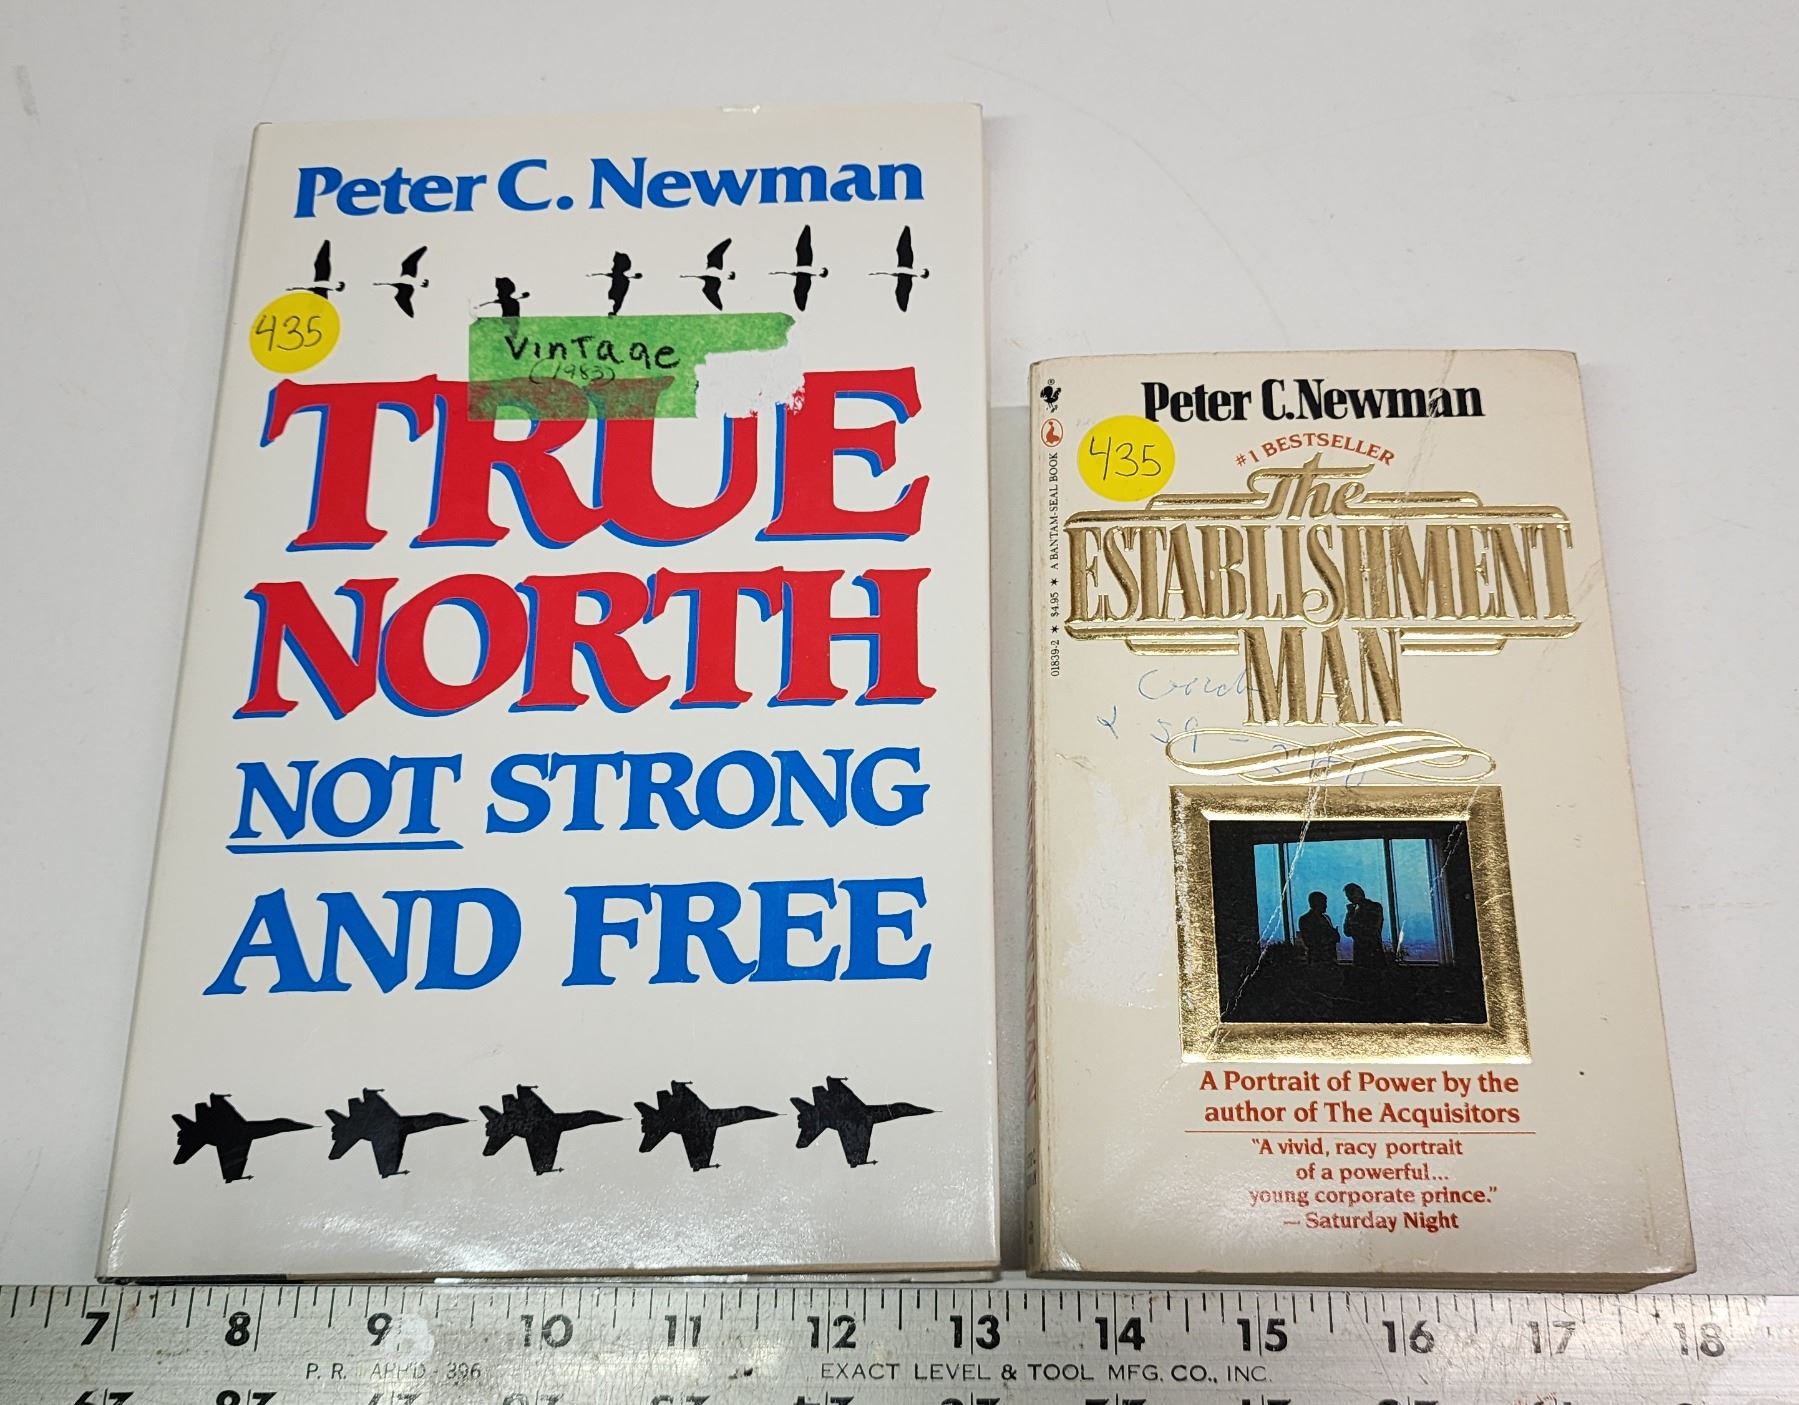 Peter C. Newman
435
Vintage
(1983)
TRUE
NORTH
NOT STRONG
AND FREE
Peter C. Newman
435
#1 BESTSELLER
The
ESTABLISHMENT
MAN
01839-2 * $4.95 * A BANTAM-SEAL BOOK
59 -
A Portrait of Power by the
author of The Acquisitors
"A vivid, racy portrait
of a powerful...
young corporate prince."
— Saturday Night
7 8 9 10 11 12 13 14 15 16 17 18
P. R. APP'D - 396
EXACT LEVEL & TOOL MFG. CO., INC.